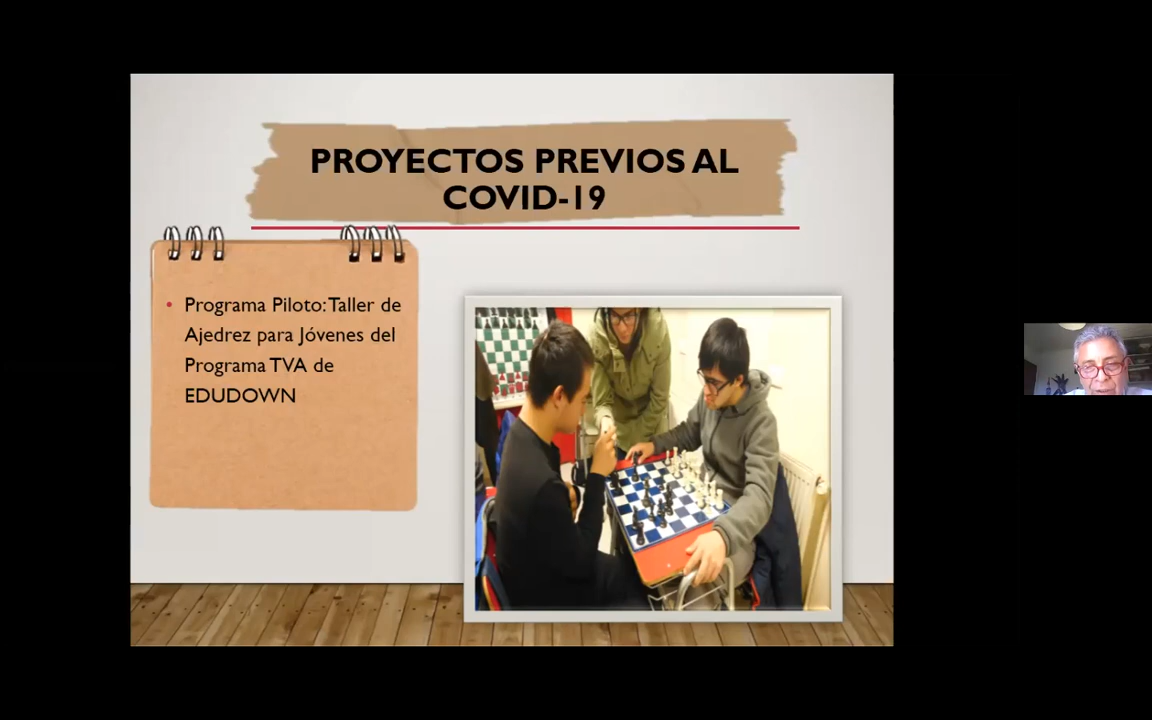 PROYECTOS PREVIOS AL
COVID-19
• Programa Piloto: Taller de
Ajedrez para Jóvenes del
Programa TVA de
EDUDOWN